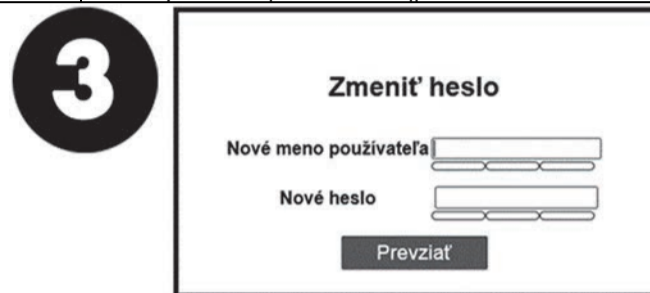 3
Zmeniť heslo
Nové meno používateľa
Nové heslo
Prevziať